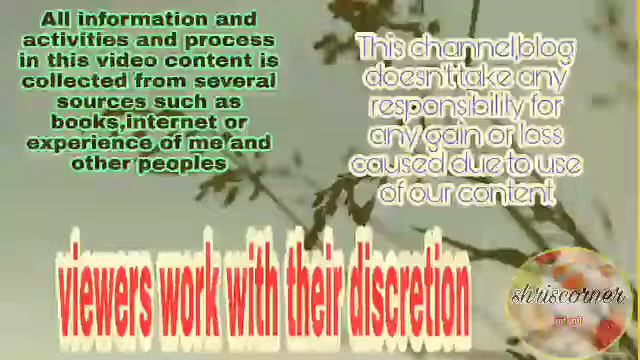 All information and
activities and process
in this video content is
collected from several
sources such as
books,internet or
experience of me and
other peoples
This channel,blog
doesn't take any
responsibility for
any gain or loss
caused due to use
of our content
viewers work with their discretion
shriscorner